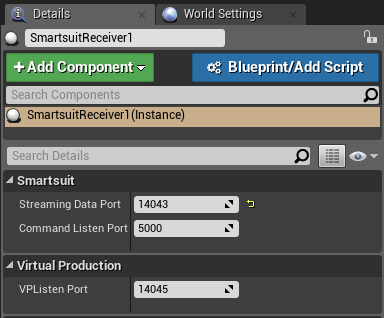 Details
World Settings
SmartsuitReceiver1
+ Add Component
Blueprint/Add Script
Search Components
SmartsuitReceiver1(Instance)
Search Details
Smartsuit
Streaming Data Port 14043
Command Listen Port 5000
Virtual Production
VPListen Port 14045